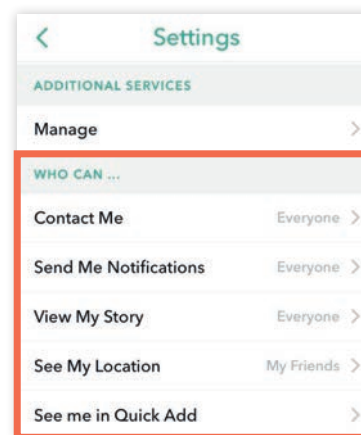 Settings
ADDITIONAL SERVICES
Manage
WHO CAN ...
Contact Me Everyone
Send Me Notifications Everyone
View My Story Everyone
See My Location My Friends
See me in Quick Add